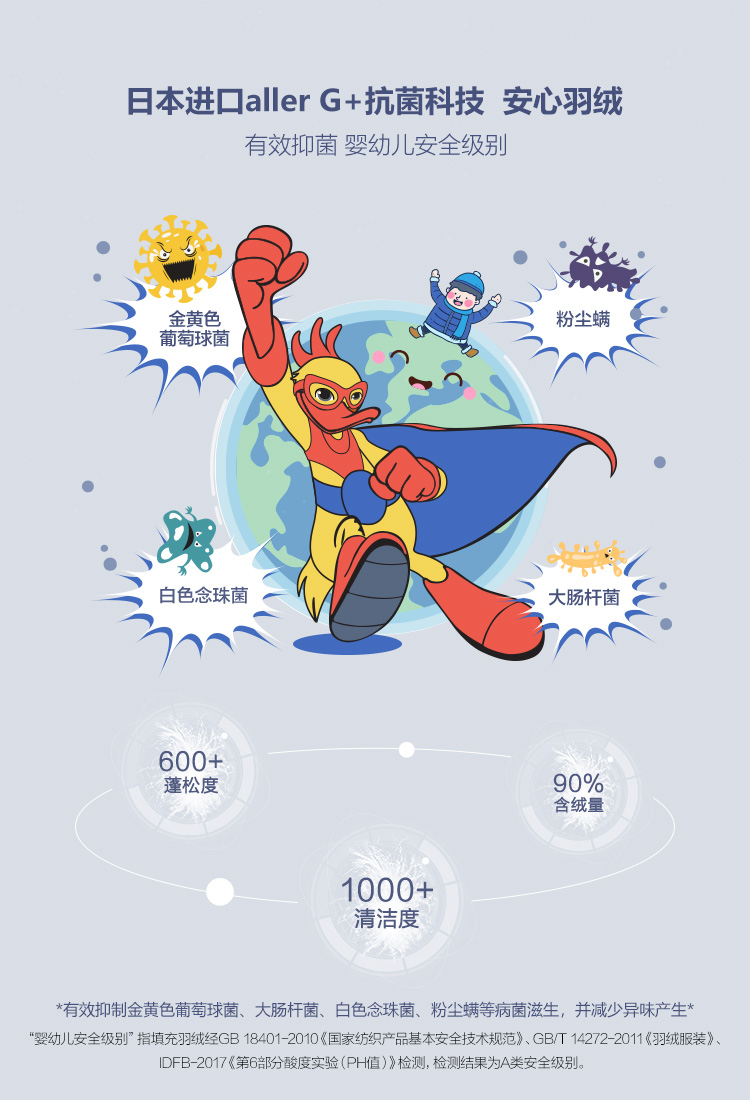 日本进口aller G+抗菌科技 安心羽绒
有效抑菌 婴幼儿安全级别
金黄色
葡萄球菌
粉尘螨
白色念珠菌
大肠杆菌
600+
蓬松度
90%
含绒量
1000+
清洁度
*有效抑制金黄色葡萄球菌、大肠杆菌、白色念珠菌、粉尘螨等病菌滋生，并减少异味产生*
“婴幼儿安全级别”指填充羽绒经GB 18401-2010《国家纺织产品基本安全技术规范》、GB/T 14272-2011《羽绒服装》、
IDFB-2017《第6部分酸度实验（PH值）》检测，检测结果为A类安全级别。